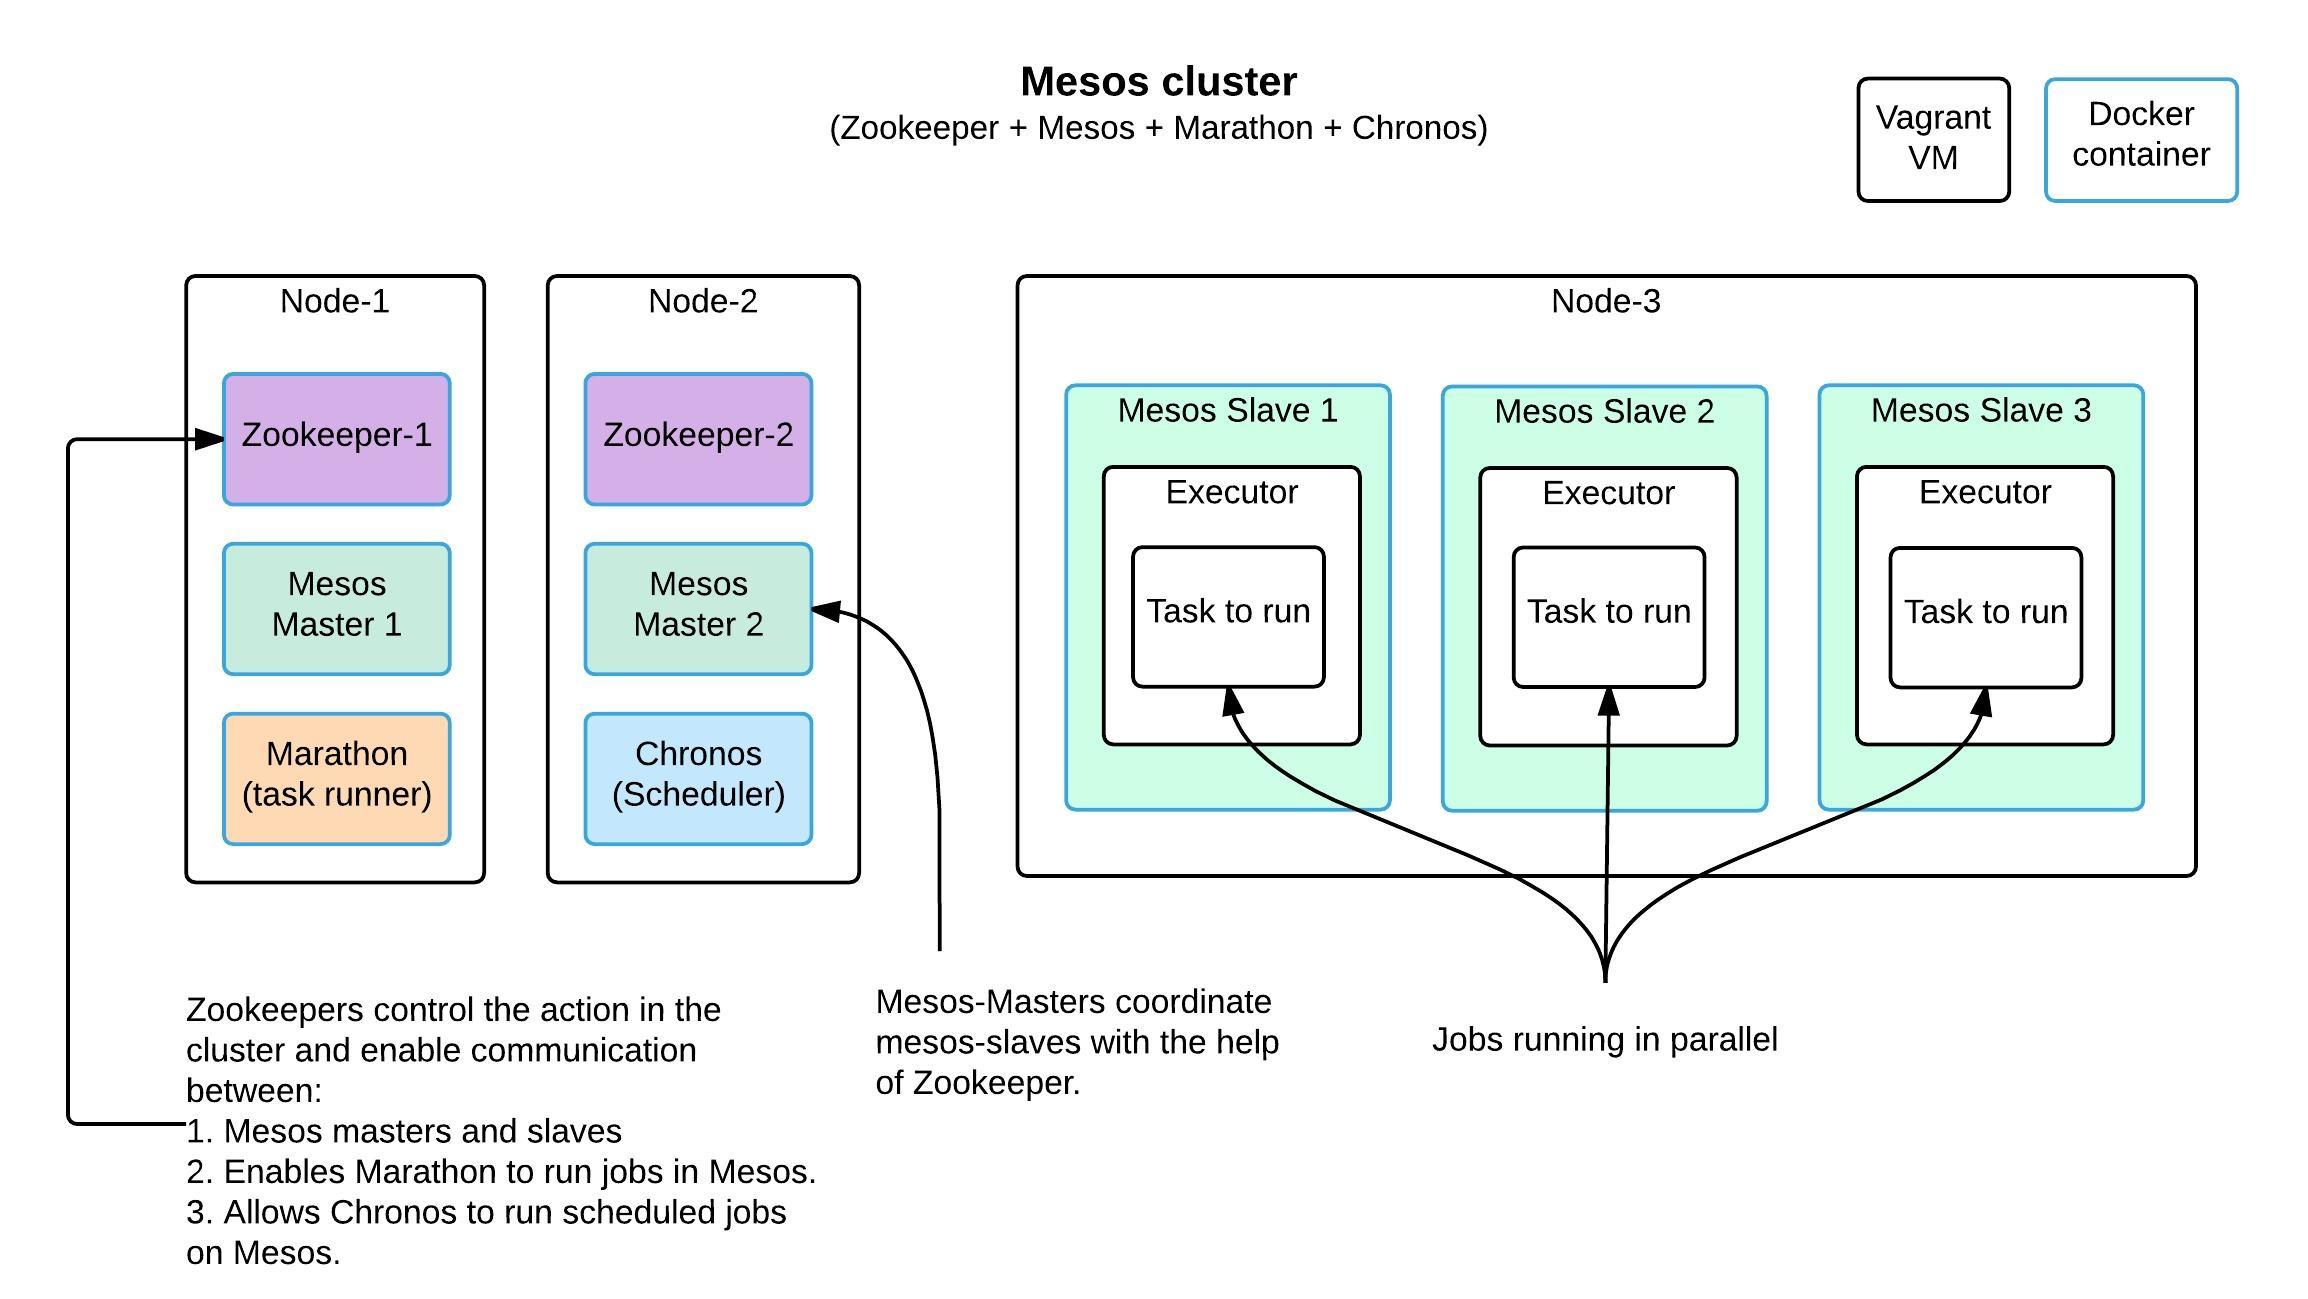 Mesos cluster
(Zookeeper + Mesos + Marathon + Chronos)
Vagrant
VM
Docker
container
Node-1
Zookeeper-1
Mesos
Master 1
Marathon
(task runner)
Node-2
Zookeeper-2
Mesos
Master 2
Chronos
(Scheduler)
Node-3
Mesos Slave 1
Executor
Task to run
Mesos Slave 2
Executor
Task to run
Mesos Slave 3
Executor
Task to run
Zookeepers control the action in the
cluster and enable communication
between:
1. Mesos masters and slaves
2. Enables Marathon to run jobs in Mesos.
3. Allows Chronos to run scheduled jobs
on Mesos.
Mesos-Masters coordinate
mesos-slaves with the help
of Zookeeper.
Jobs running in parallel